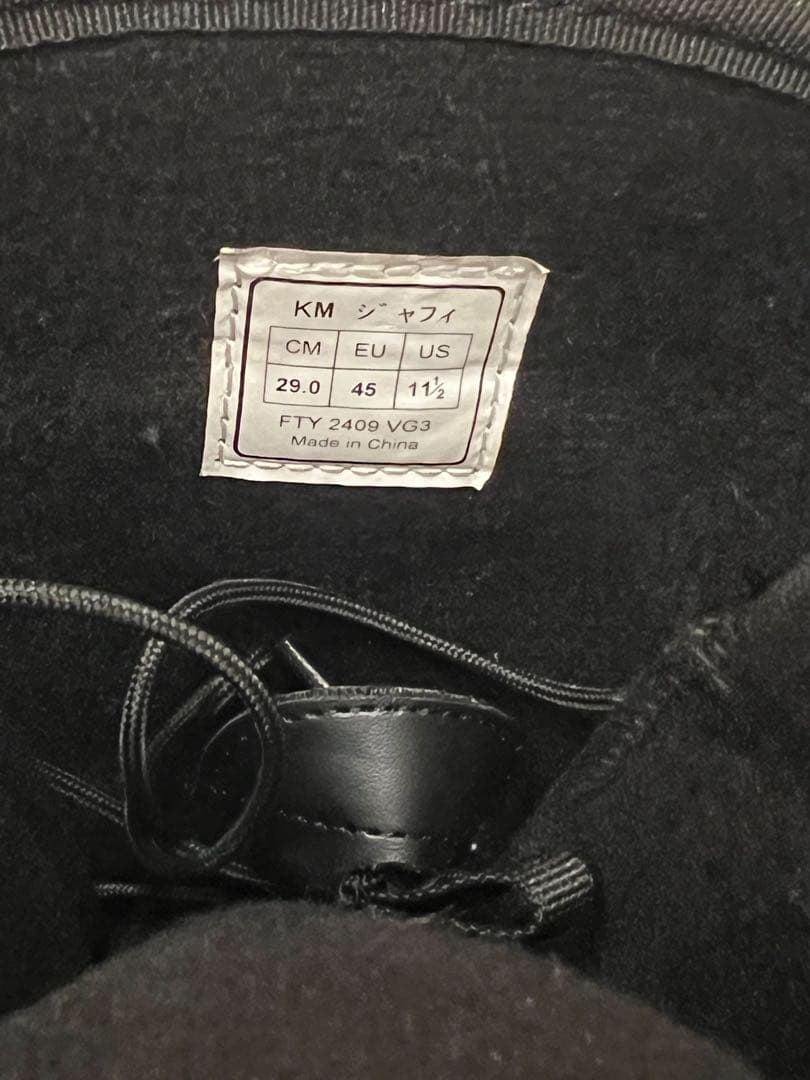 KM ジャフィ
CM EU US
29.0 45 11½
FTY 2409 VG3
Made in China